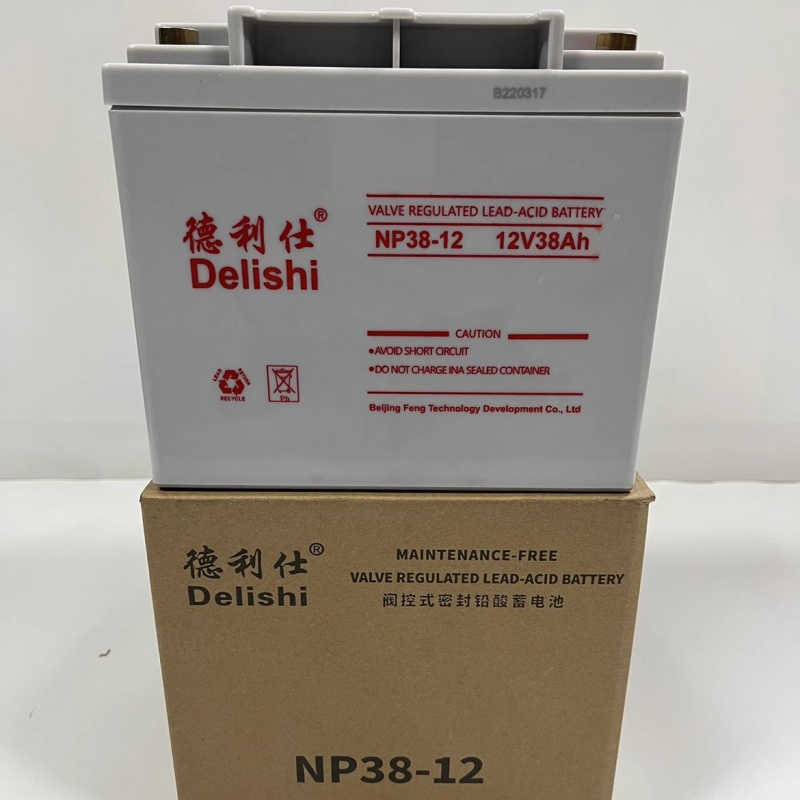 B220317
德利仕®
Delishi
VALVE REGULATED LEAD-ACID BATTERY
NP38-12 12V38Ah
CAUTION
•AVOID SHORT CIRCUIT
•DO NOT CHARGE INA SEALED CONTAINER
LEAD RETURN
RECYCLE
Pb
Beijing Feng Technology Development Co., Ltd
德利仕®
Delishi
MAINTENANCE-FREE
VALVE REGULATED LEAD-ACID BATTERY
阀控式密封铅酸蓄电池
NP38-12